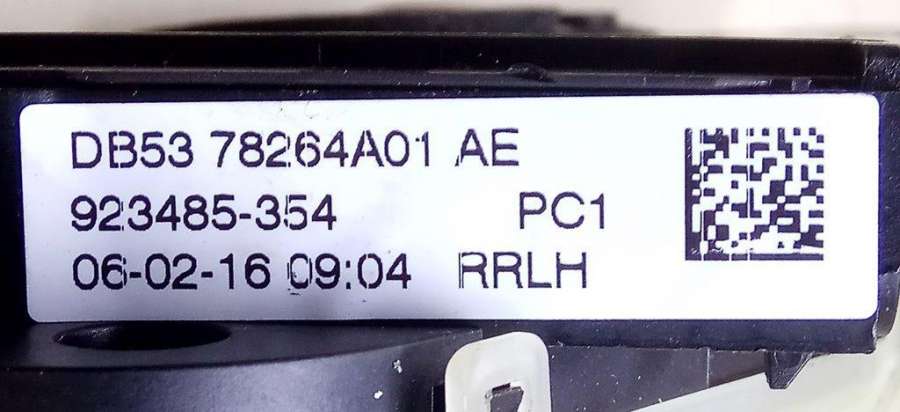 DB53 78264A01 AE
923485-354 PC1
06-02-16 09:04 RRLH